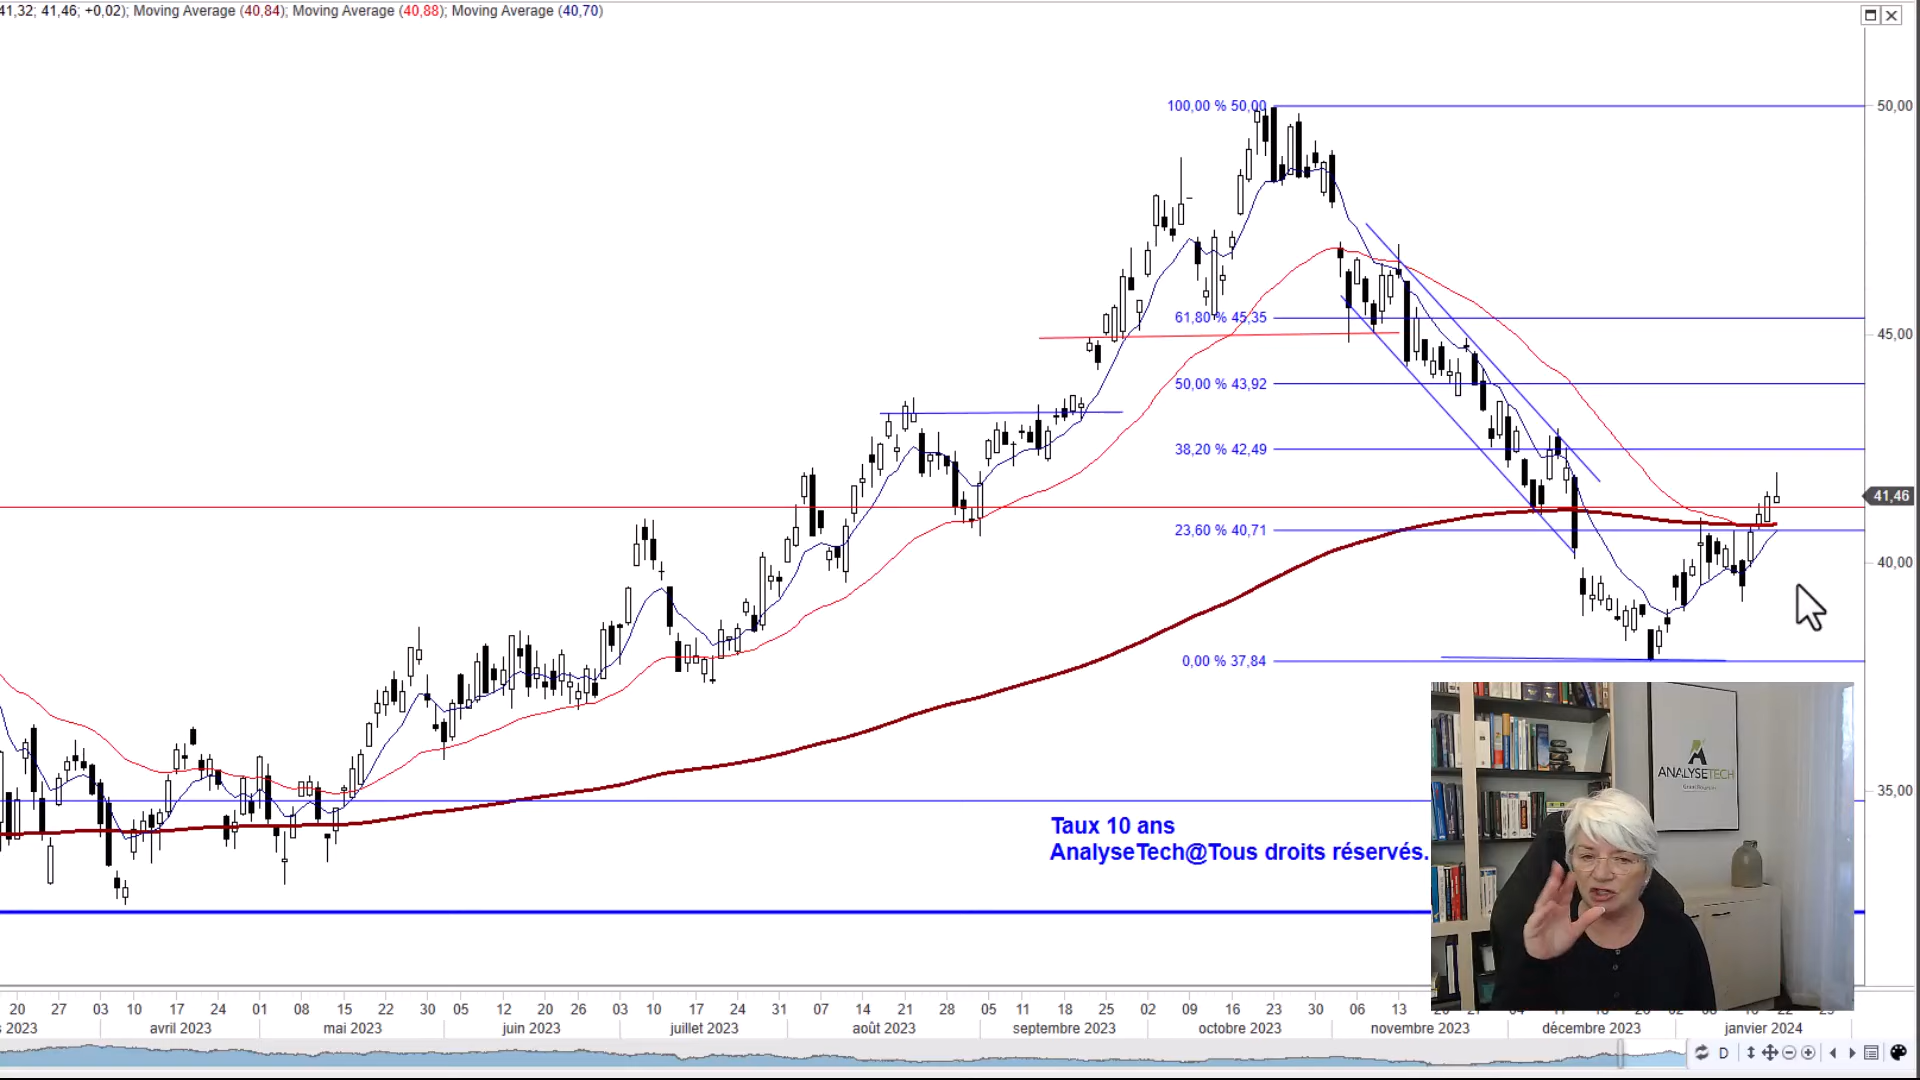 41,32; 41,46; +0,02); Moving Average (40,84); Moving Average (40,88); Moving Average (40,70)
100,00 % 50,00
61,80 % 45,35
50,00 % 43,92
38,20 % 42,49
23,60 % 40,71
0,00 % 37,84
50,00
45,00
41,46
40,00
35,00
Taux 10 ans
AnalyseTech@Tous droits réservés.
ANALYSETECH
20 27 03 10 17 24 01 08 15 22 30 05 12 20 26 03 10 17 24 31 07 14 21 28 05 11 18 25 02 09 16 23 30 06 13
2023 avril 2023 mai 2023 juin 2023 juillet 2023 août 2023 septembre 2023 octobre 2023 novembre 2023 décembre 2023 janvier 2024
D